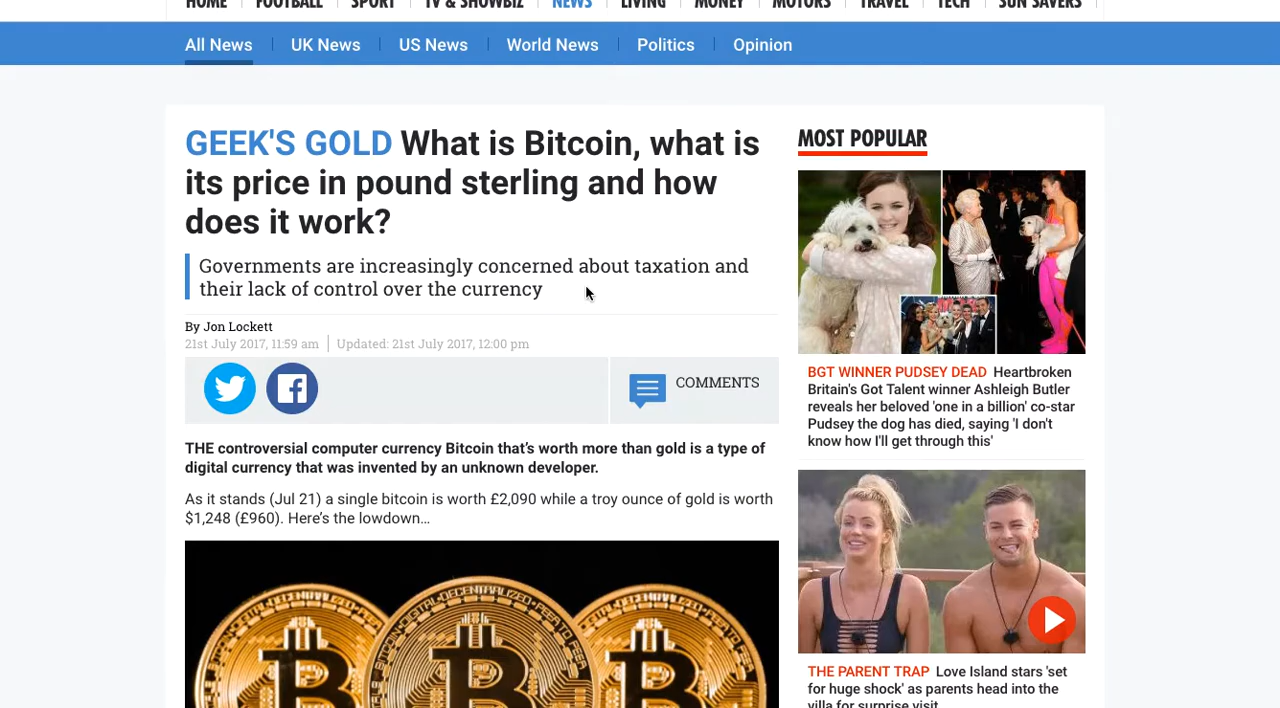 HOME FOOTBALL SPORT TV & SHOWBIZ NEWS LIVING MONEY MOTORS TRAVEL TECH SUN SAVERS
All News UK News US News World News Politics Opinion
GEEK'S GOLD What is Bitcoin, what is
its price in pound sterling and how
does it work?
Governments are increasingly concerned about taxation and
their lack of control over the currency
By Jon Lockett
21st July 2017, 11:59 am | Updated: 21st July 2017, 12:00 pm
COMMENTS
THE controversial computer currency Bitcoin that’s worth more than gold is a type of
digital currency that was invented by an unknown developer.
As it stands (Jul 21) a single bitcoin is worth £2,090 while a troy ounce of gold is worth
$1,248 (£960). Here’s the lowdown…
MOST POPULAR
BGT WINNER PUDSEY DEAD Heartbroken
Britain's Got Talent winner Ashleigh Butler
reveals her beloved 'one in a billion' co-star
Pudsey the dog has died, saying 'I don't
know how I'll get through this'
THE PARENT TRAP Love Island stars 'set
for huge shock' as parents head into the
villa for surprise visit